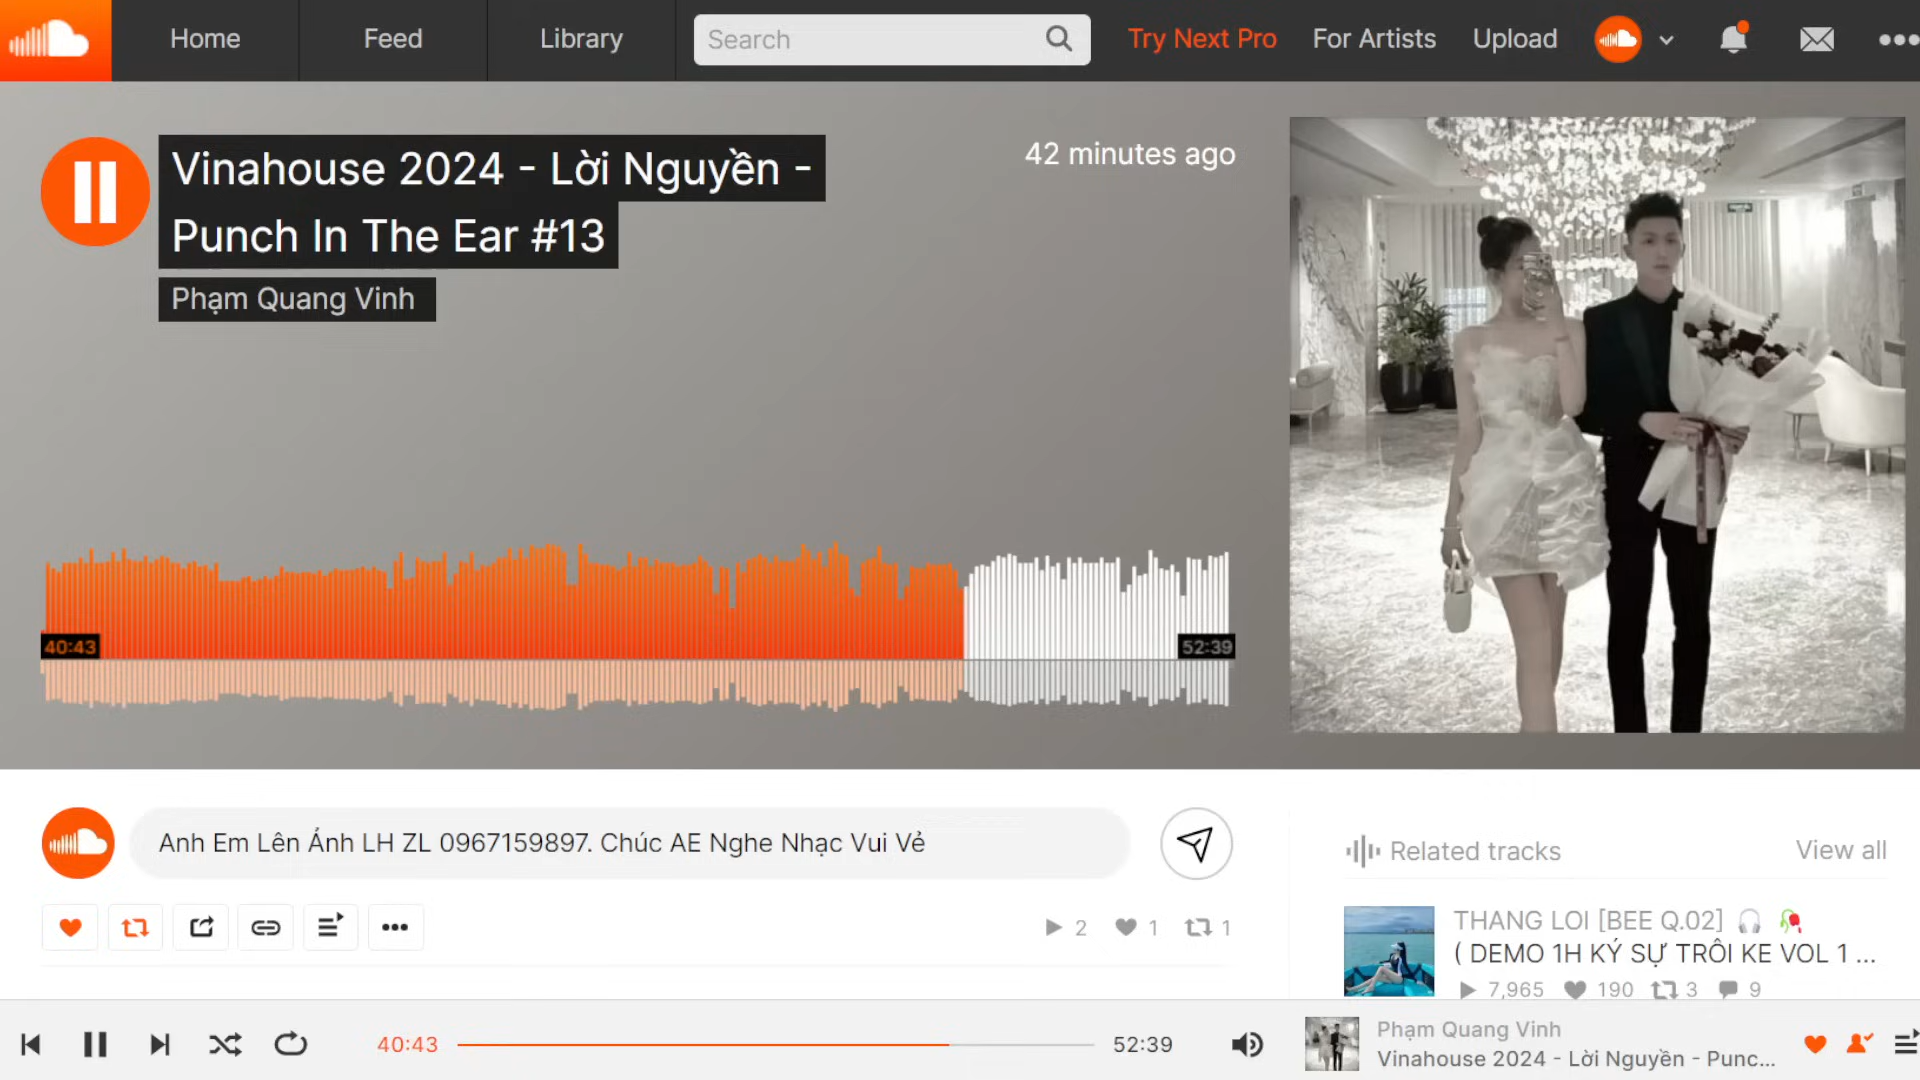 Home
Feed
Library
Search
Try Next Pro
For Artists
Upload
Vinahouse 2024 - Lời Nguyền -
Punch In The Ear #13
Phạm Quang Vinh
42 minutes ago
40:43
52:39
Anh Em Lên Ảnh LH ZL 0967159897. Chúc AE Nghe Nhạc Vui Vẻ
2
1
1
Related tracks
View all
THANG LOI [BEE Q.02] 🎧 🥀
( DEMO 1H KÝ SỰ TRÔI KE VOL 1 ...
7,965
190
3
9
40:43
52:39
Phạm Quang Vinh
Vinahouse 2024 - Lời Nguyền - Punc...